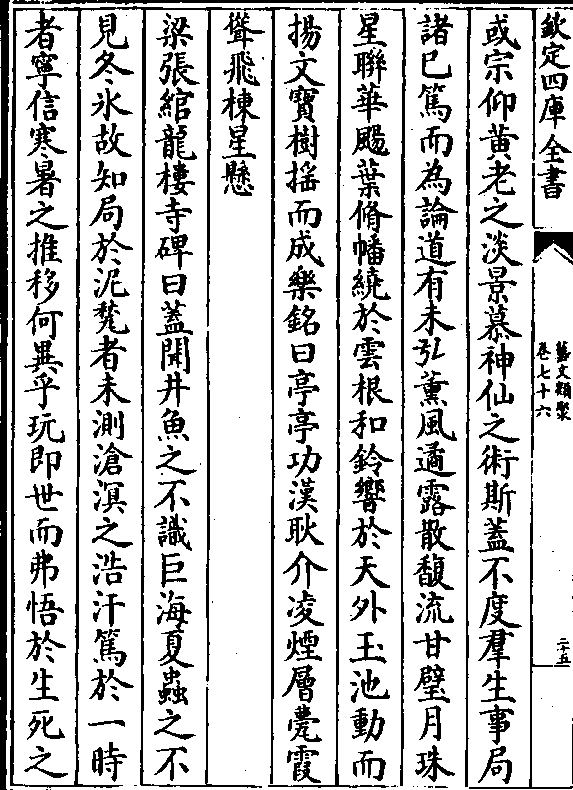 欽定四庫全書
藝文類聚
卷七十六
二十五
或宗仰黄老之淡景慕神仙之術斯蓋不度羣生事局
諸己篤而為論道有未弘薫風遹露散馥流甘璧月珠
星聯華颺葉脩幡繞於雲根和鈴響於天外玉池動而
揚文寶樹揺而成樂銘曰亭亭功漢耿介凌煙層甍霞
聳飛棟星懸
梁張綰龍樓寺碑曰蓋聞井魚之不識巨海夏蟲之不
見冬氷故知局於泥甃者未測滄溟之浩汗篤於一時
者寧信寒暑之推移何異乎玩即世而弗悟於生死之